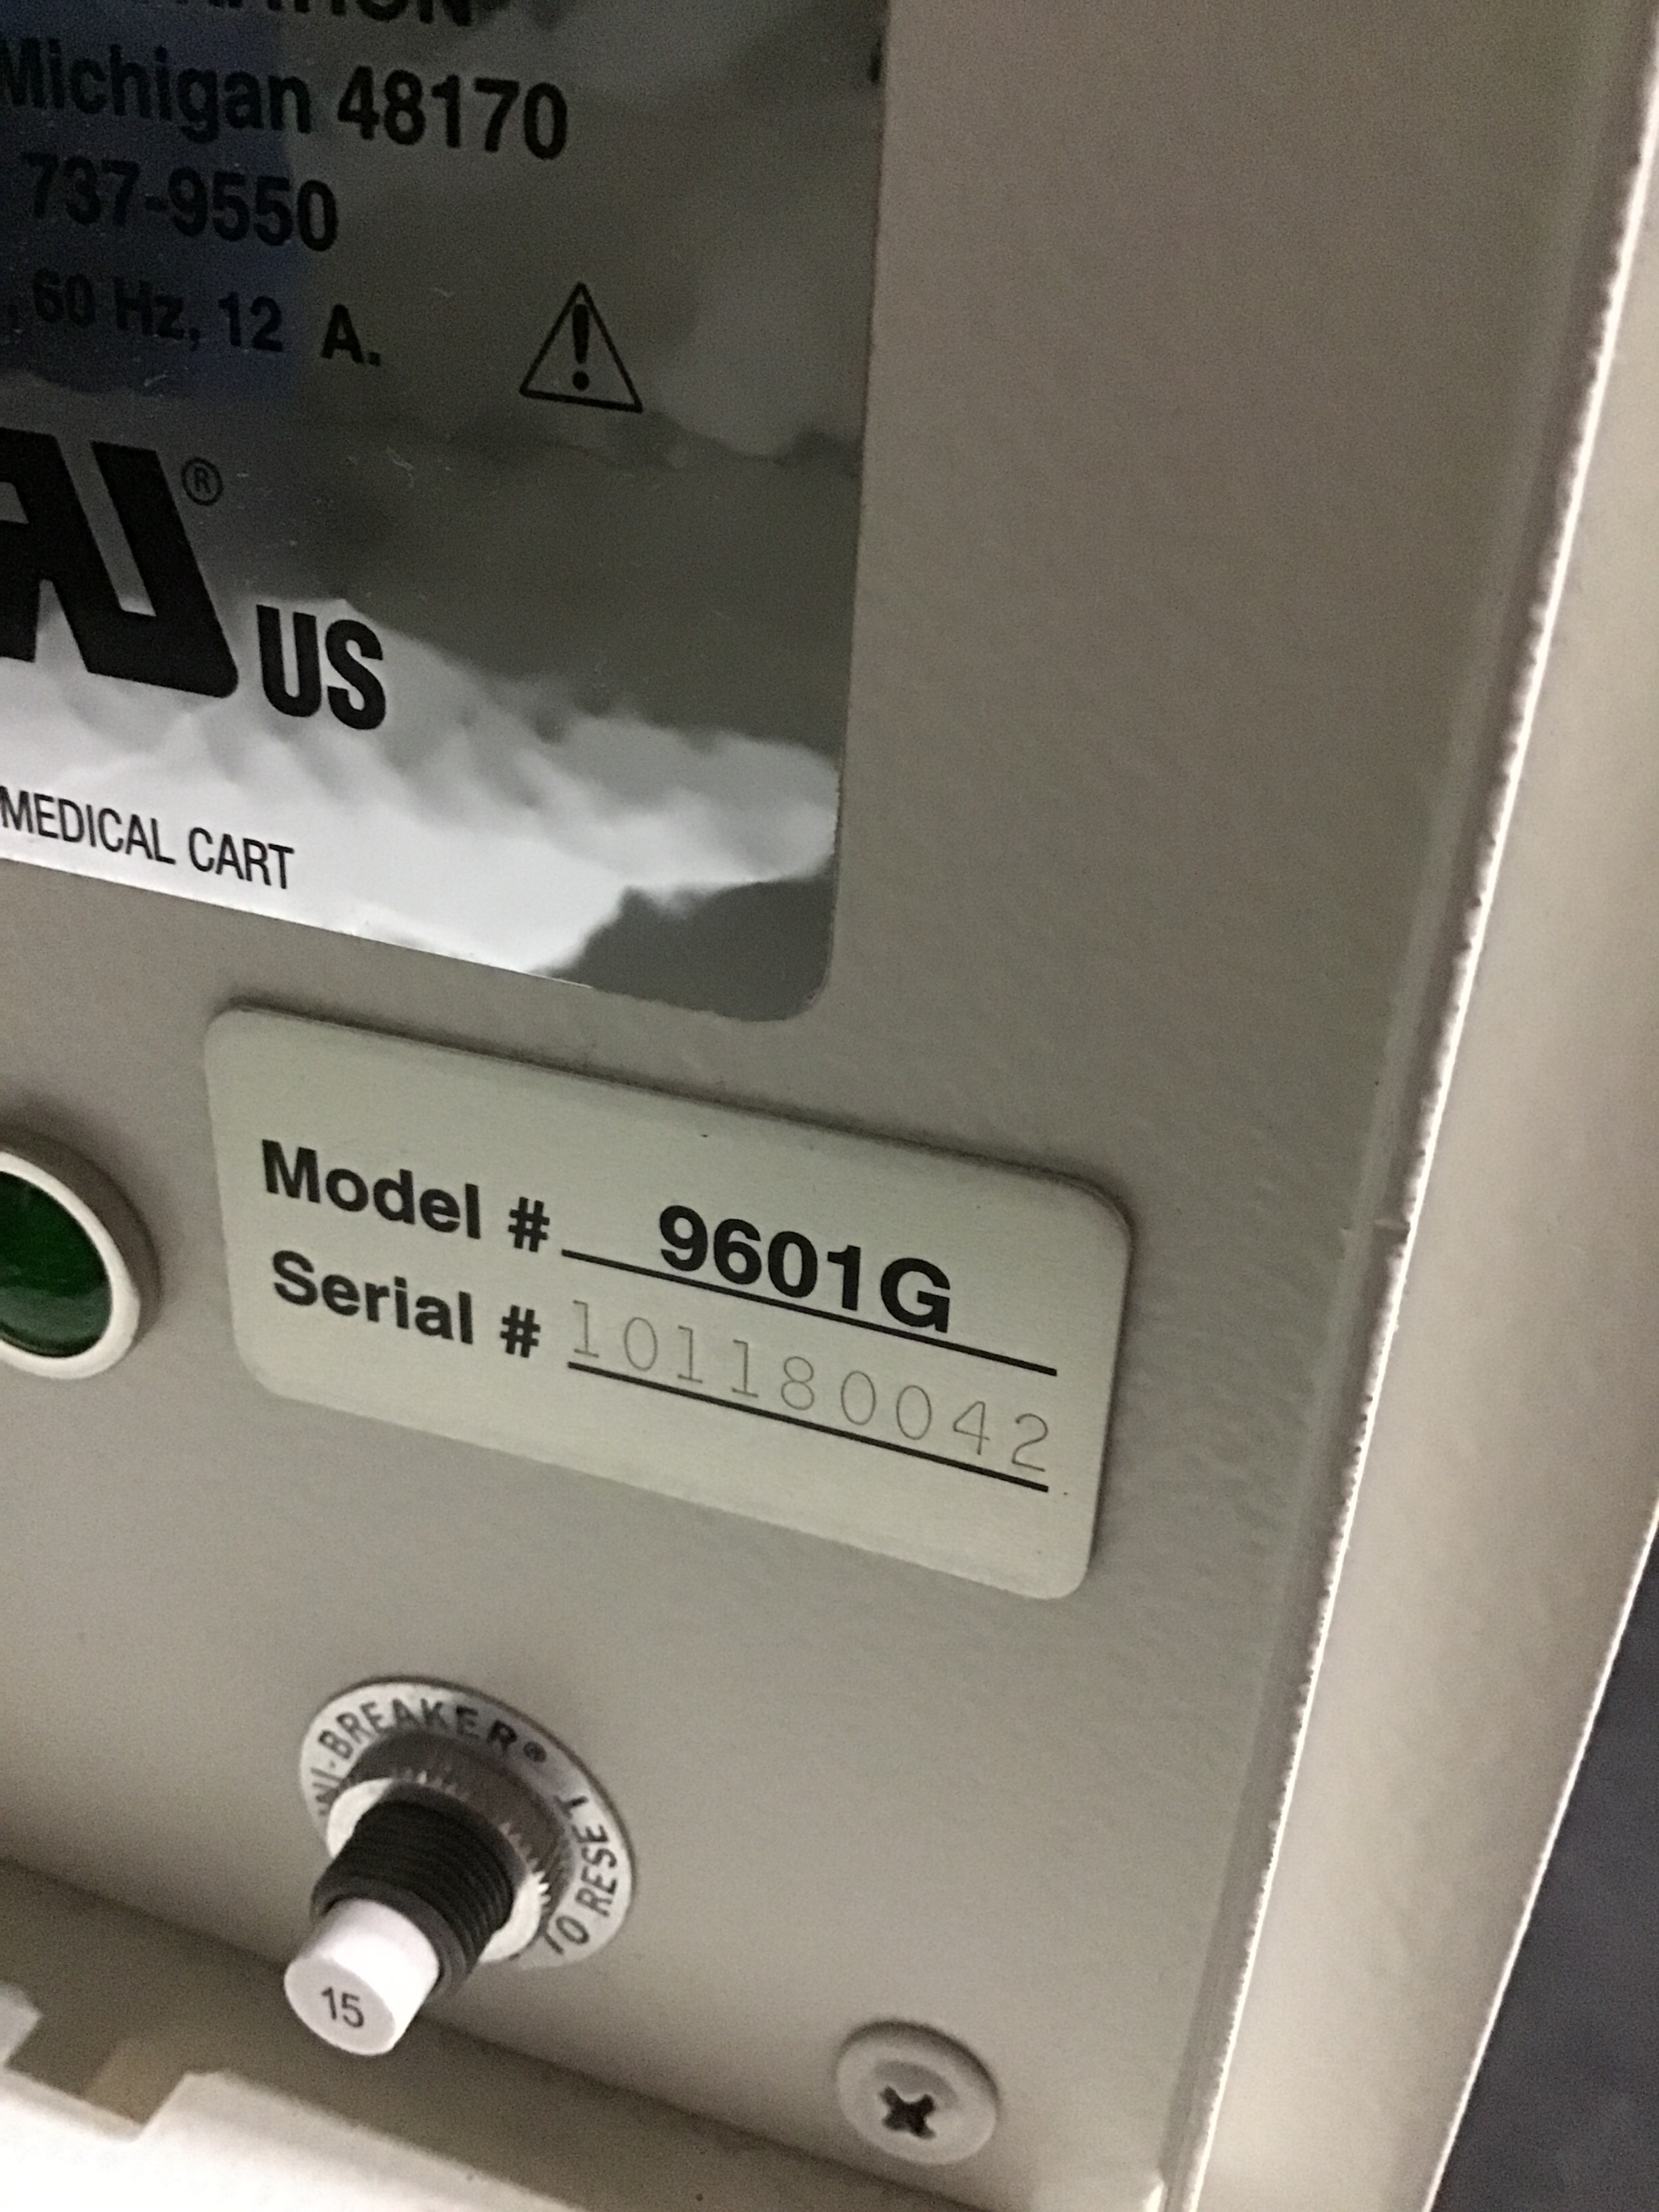 Michigan 48170
737-9550
, 60 Hz, 12 A.
®
US
MEDICAL CART
Model # 9601G
Serial # 101180042
-BREAKER®
TO RESET
15